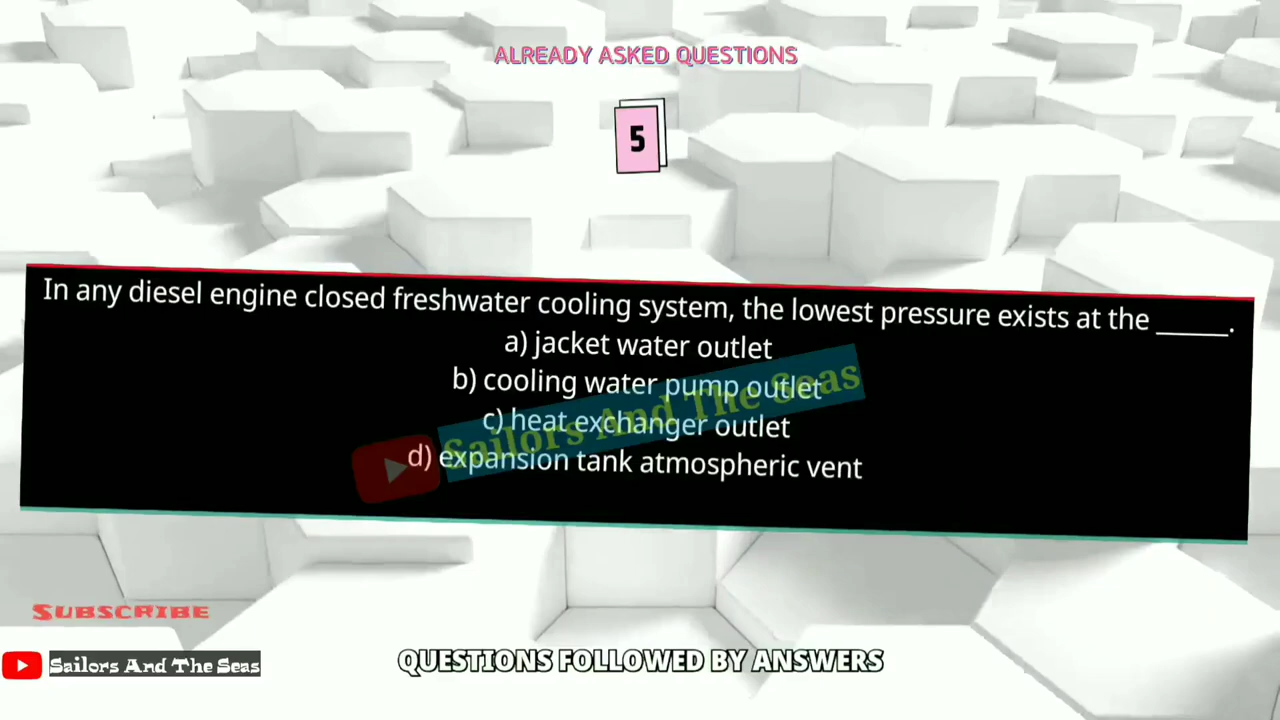 ALREADY ASKED QUESTIONS
5
In any diesel engine closed freshwater cooling system, the lowest pressure exists at the _____.
a) jacket water outlet
b) cooling water pump outlet
c) heat exchanger outlet
d) expansion tank atmospheric vent
Sailors And The Seas
SUBSCRIBE
Sailors And The Seas
QUESTIONS FOLLOWED BY ANSWERS